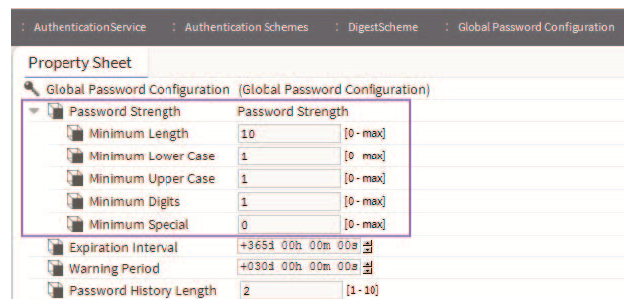 : AuthenticationService : Authentication Schemes : DigestScheme : Global Password Configuration
Property Sheet
Global Password Configuration (Global Password Configuration)
Password Strength Password Strength
Minimum Length 10 [0 - max]
Minimum Lower Case 1 [0 max]
Minimum Upper Case 1 [0 - max]
Minimum Digits 1 [0 - max]
Minimum Special 0 [0 - max]
Expiration Interval +365d 00h 00m 00s
Warning Period +030d 00h 00m 00s
Password History Length 2 [1 - 10]